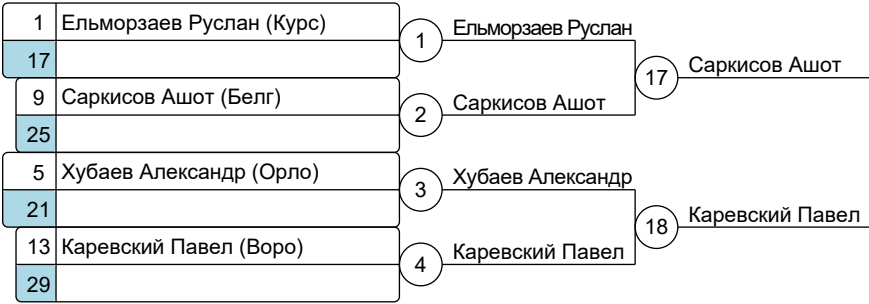 1 Ельморзаев Руслан (Курс)
17
1
Ельморзаев Руслан
9 Саркисов Ашот (Белг)
25
2
Саркисов Ашот
17
Саркисов Ашот
5 Хубаев Александр (Орло)
21
3
Хубаев Александр
13 Каревский Павел (Воро)
29
4
Каревский Павел
18
Каревский Павел